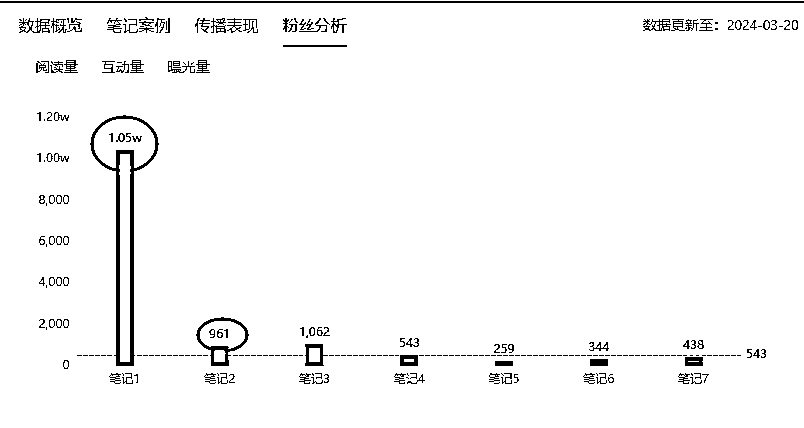 数据概览 笔记案例 传播表现 粉丝分析 数据更新至：2024-03-20
阅读量 互动量 曝光量
1.20w
1.05w
1.00w
8,000
6,000
4,000
2,000
961
1,062
543
259
344
438
543
0
笔记1 笔记2 笔记3 笔记4 笔记5 笔记6 笔记7